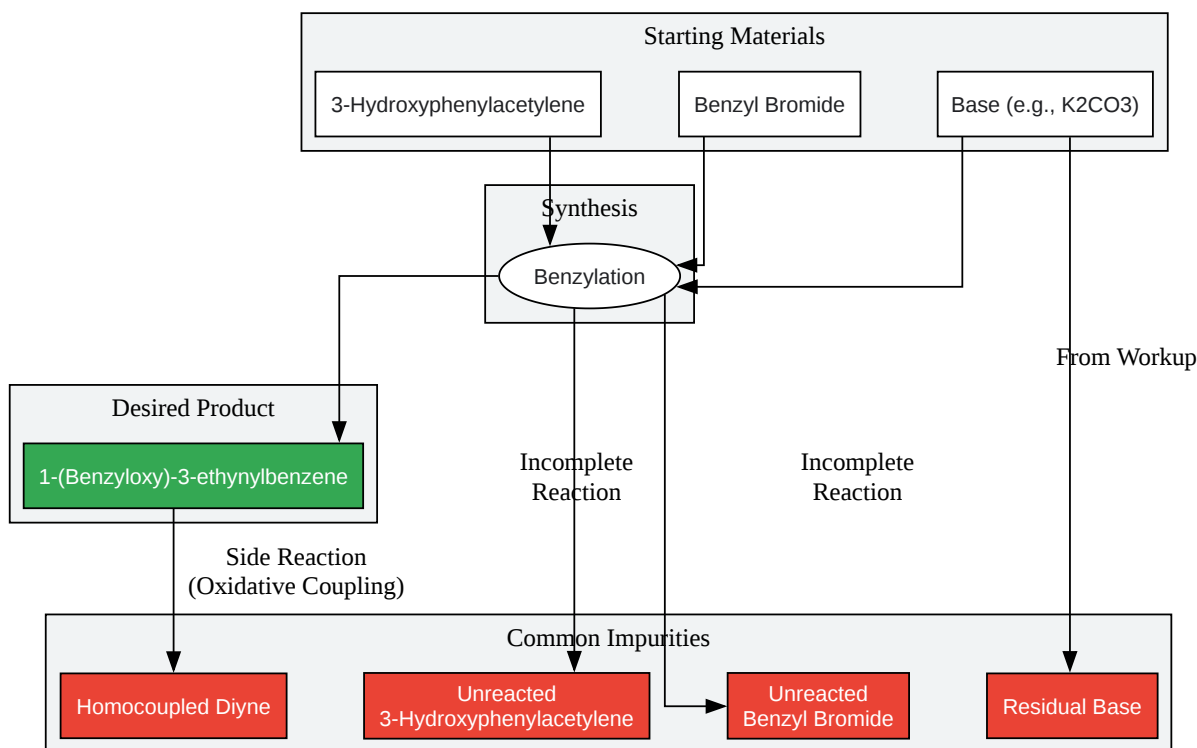 Starting Materials
3-Hydroxyphenylacetylene
Benzyl Bromide
Base (e.g., K2CO3)
Synthesis
Benzylation
From Workup
Desired Product
1-(Benzyloxy)-3-ethynylbenzene
Incomplete
Reaction
Incomplete
Reaction
Side Reaction
(Oxidative Coupling)
Common Impurities
Homocoupled Diyne
Unreacted
3-Hydroxyphenylacetylene
Unreacted
Benzyl Bromide
Residual Base